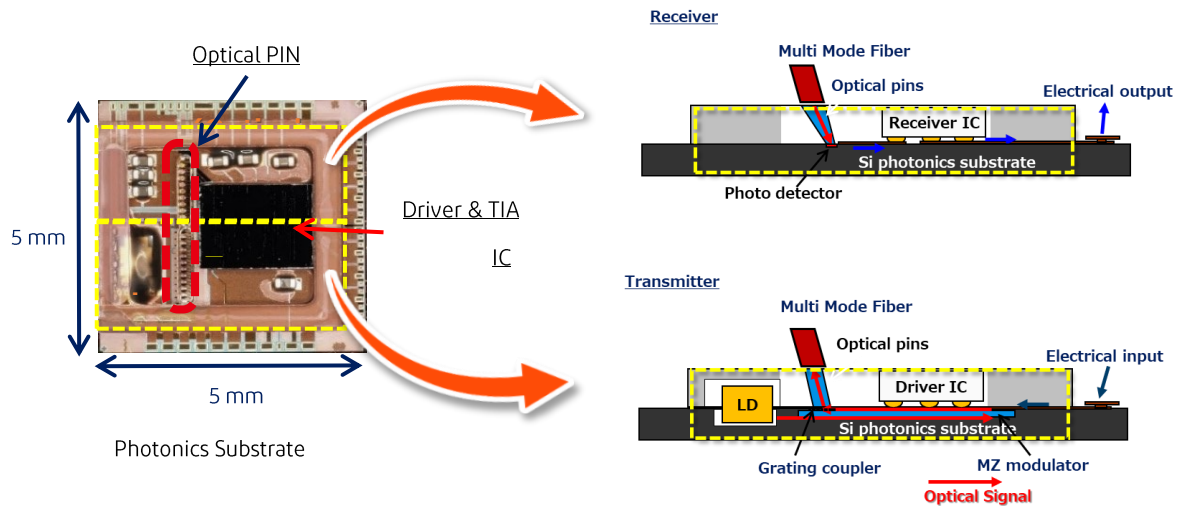 Optical PIN
5 mm
Driver & TIA
IC
5 mm
Photonics Substrate
Receiver
Multi Mode Fiber
Optical pins
Electrical output
Receiver IC
Si photonics substrate
Photo detector
Transmitter
Multi Mode Fiber
Optical pins
Electrical input
Driver IC
LD
Si photonics substrate
Grating coupler
MZ modulator
Optical Signal